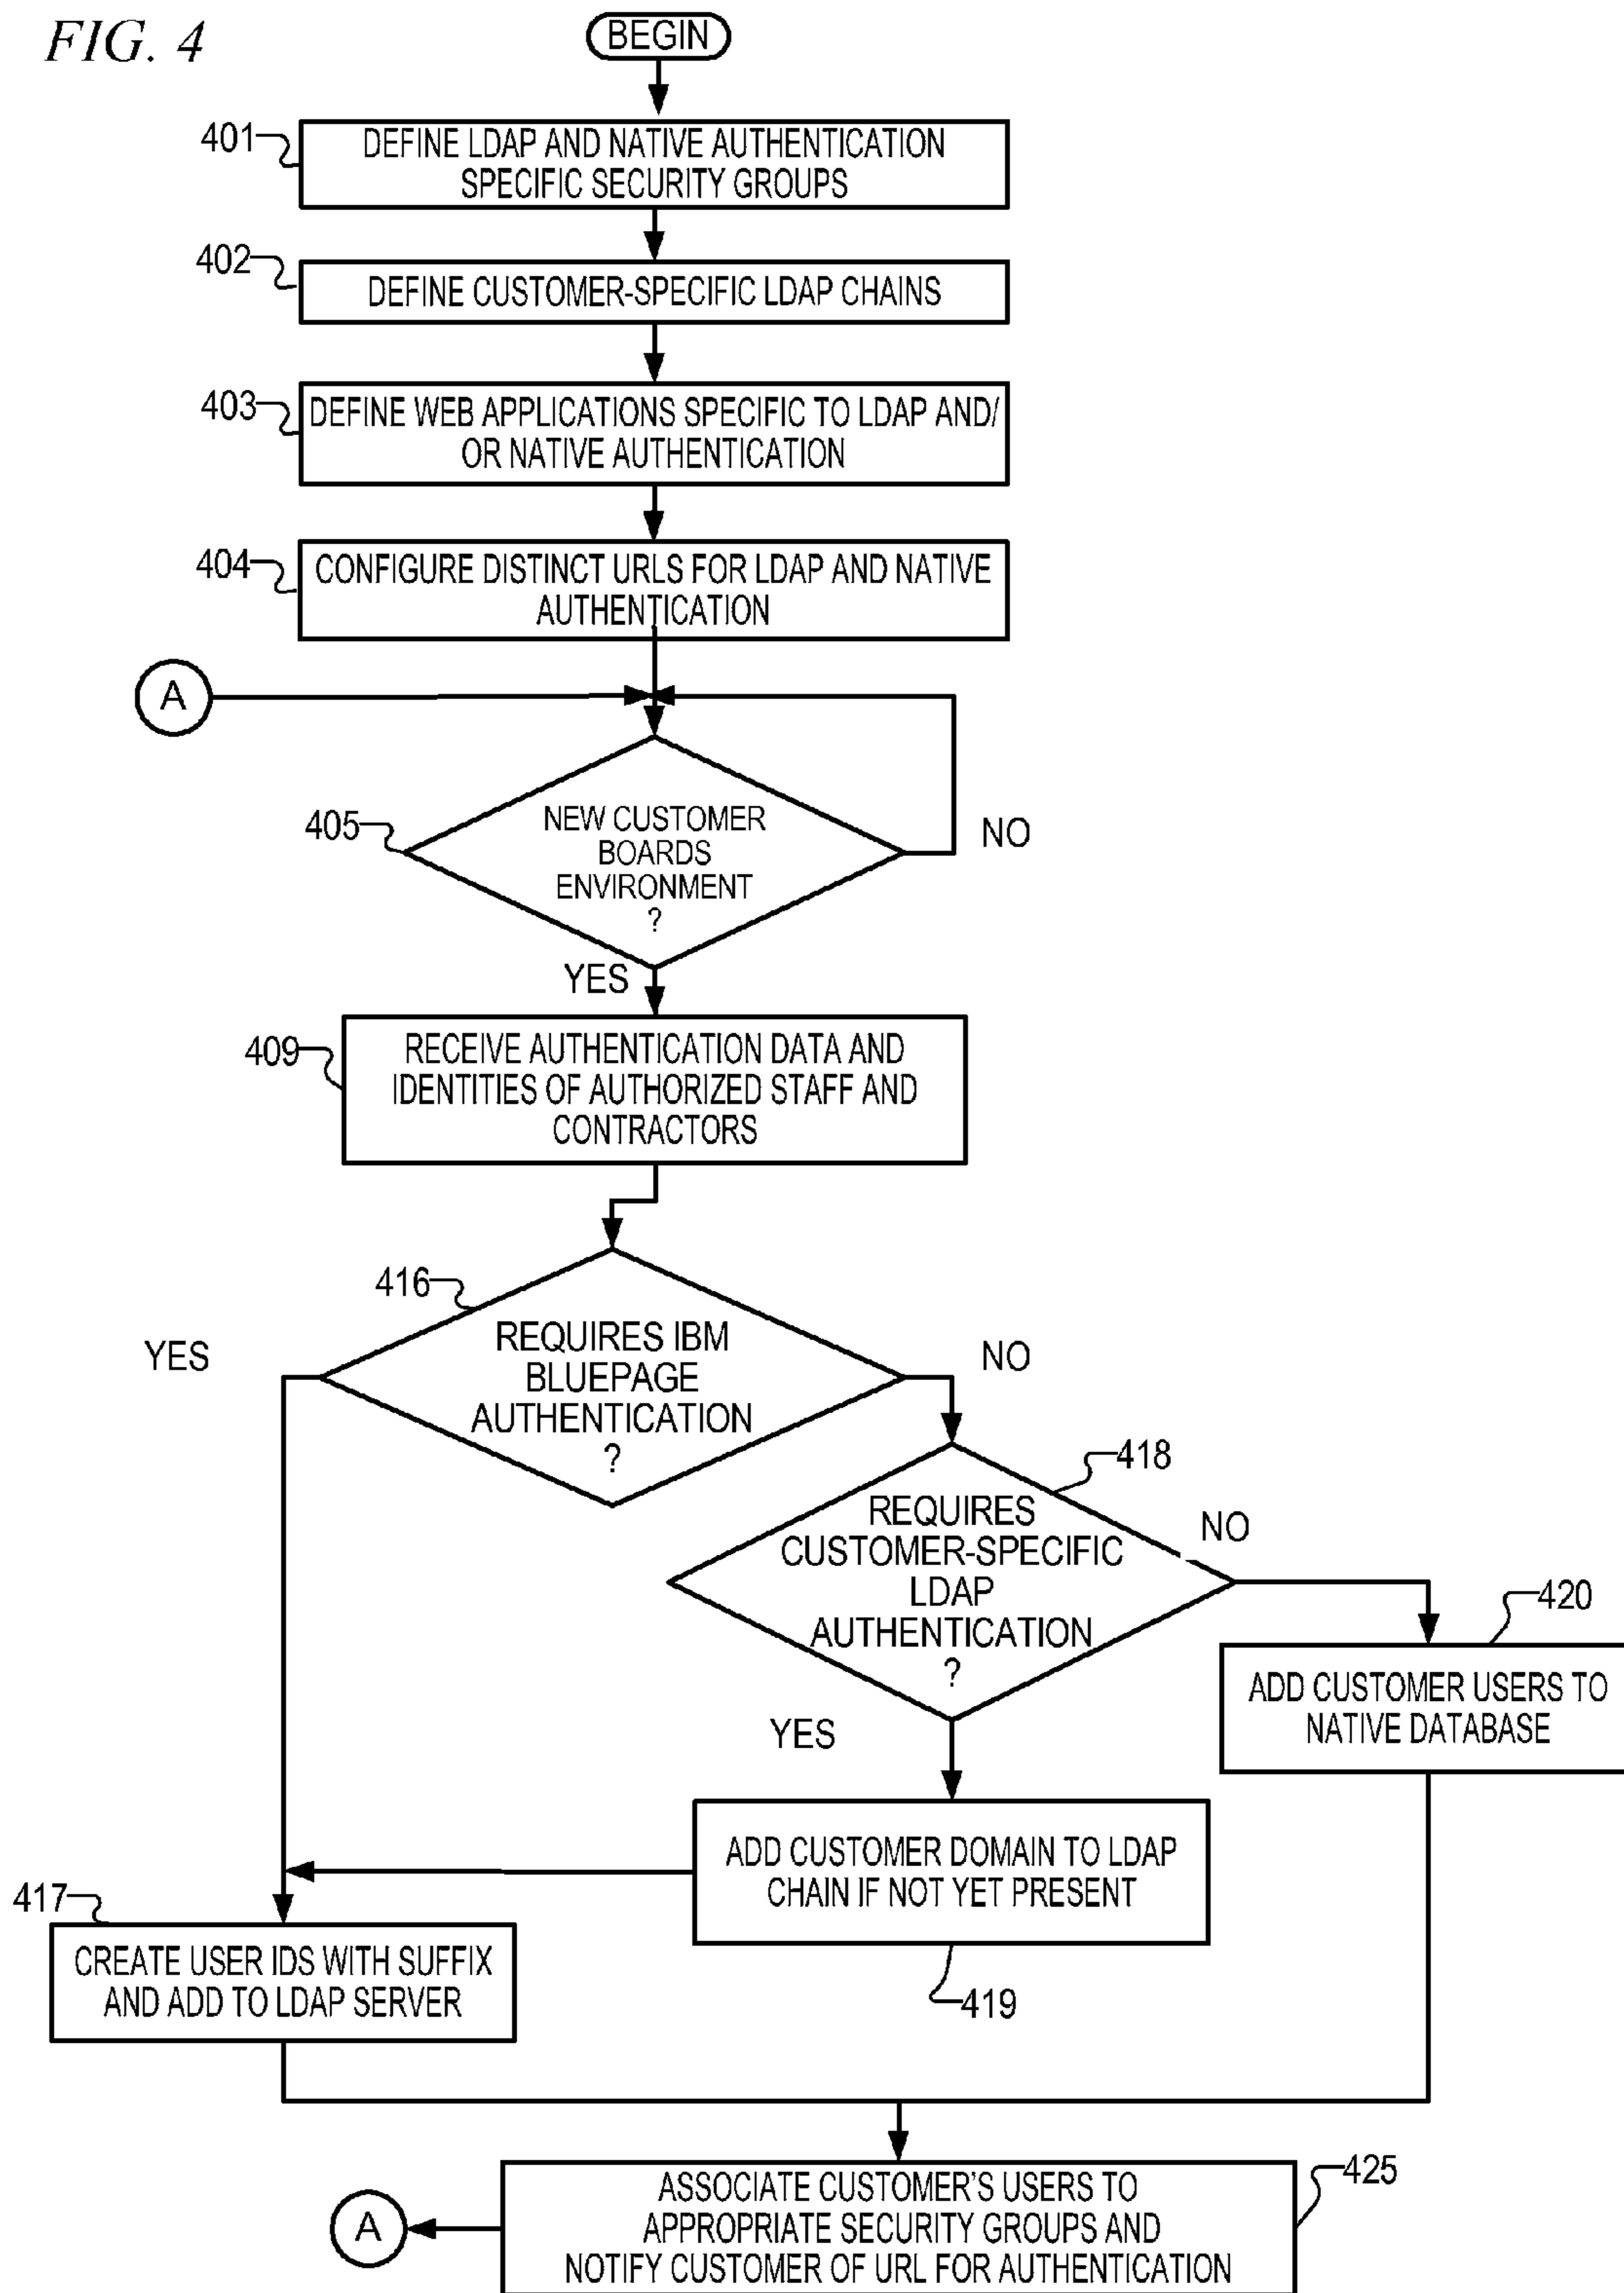 FIG. 4
BEGIN
401
DEFINE LDAP AND NATIVE AUTHENTICATION
SPECIFIC SECURITY GROUPS
402
DEFINE CUSTOMER-SPECIFIC LDAP CHAINS
403
DEFINE WEB APPLICATIONS SPECIFIC TO LDAP AND/
OR NATIVE AUTHENTICATION
404
CONFIGURE DISTINCT URLS FOR LDAP AND NATIVE
AUTHENTICATION
A
405
NEW CUSTOMER
BOARDS
ENVIRONMENT
?
NO
YES
409
RECEIVE AUTHENTICATION DATA AND
IDENTITIES OF AUTHORIZED STAFF AND
CONTRACTORS
416
REQUIRES IBM
BLUEPAGE
AUTHENTICATION
?
YES
NO
418
REQUIRES
CUSTOMER-SPECIFIC
LDAP
AUTHENTICATION
?
NO
YES
420
ADD CUSTOMER USERS TO
NATIVE DATABASE
ADD CUSTOMER DOMAIN TO LDAP
CHAIN IF NOT YET PRESENT
419
417
CREATE USER IDS WITH SUFFIX
AND ADD TO LDAP SERVER
425
ASSOCIATE CUSTOMER'S USERS TO
APPROPRIATE SECURITY GROUPS AND
NOTIFY CUSTOMER OF URL FOR AUTHENTICATION
A